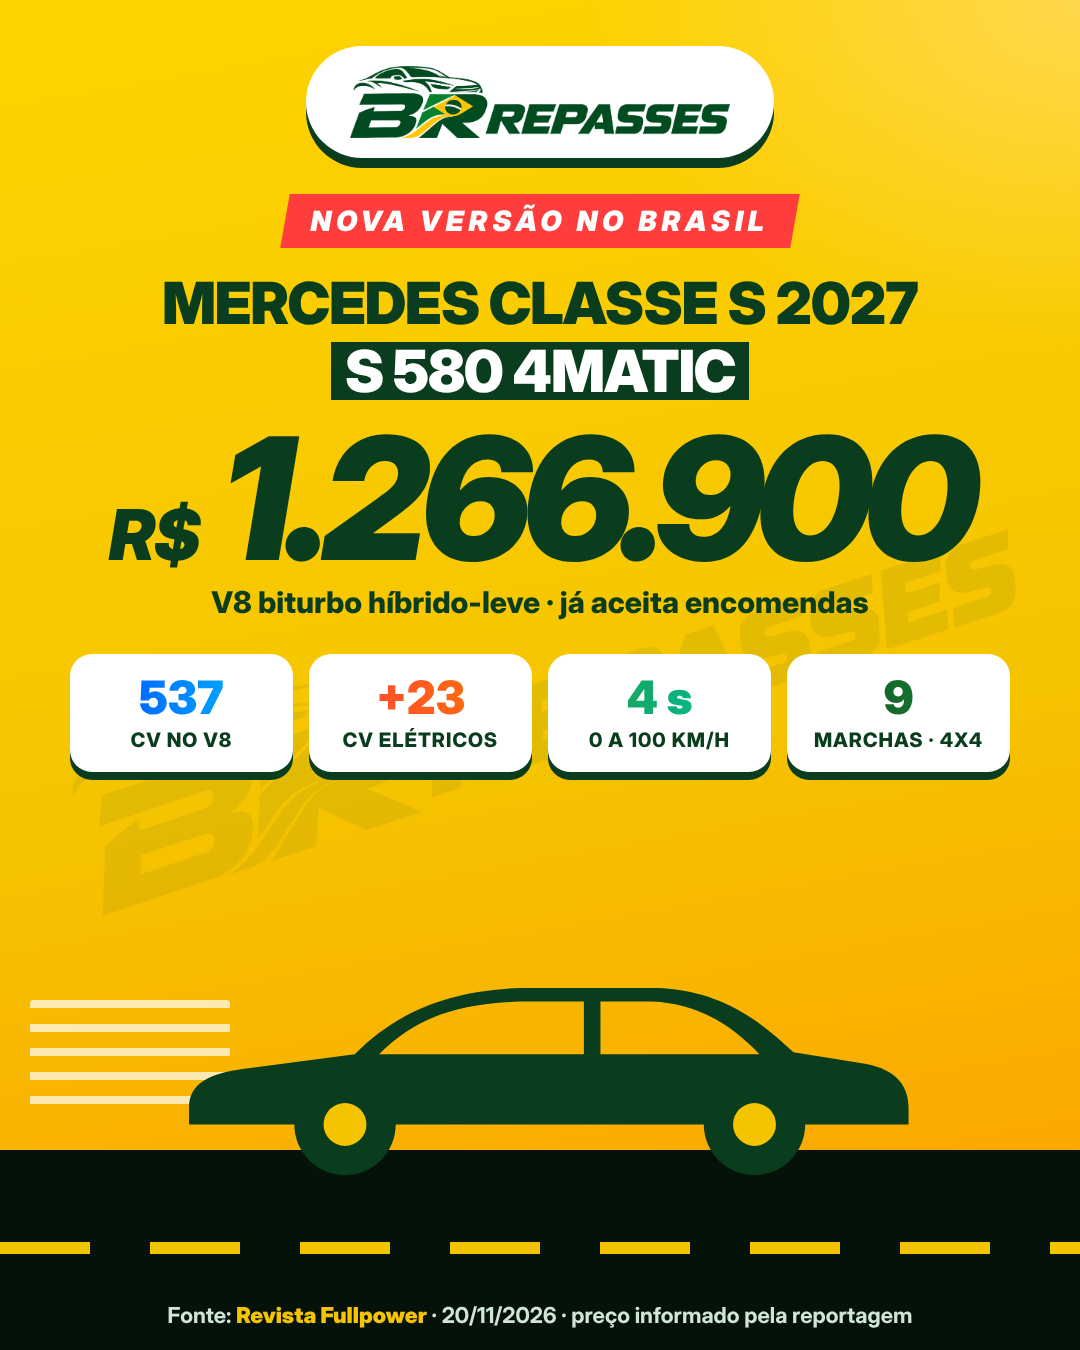 BR REPASSES
NOVA VERSÃO NO BRASIL
MERCEDES CLASSE S 2027
S 580 4MATIC
R$ 1.266.900
V8 biturbo híbrido-leve · já aceita encomendas
537
CV NO V8
+23
CV ELÉTRICOS
4 s
0 A 100 KM/H
9
MARCHAS · 4X4
BR REPASSES
Fonte: Revista Fullpower · 20/11/2026 · preço informado pela reportagem